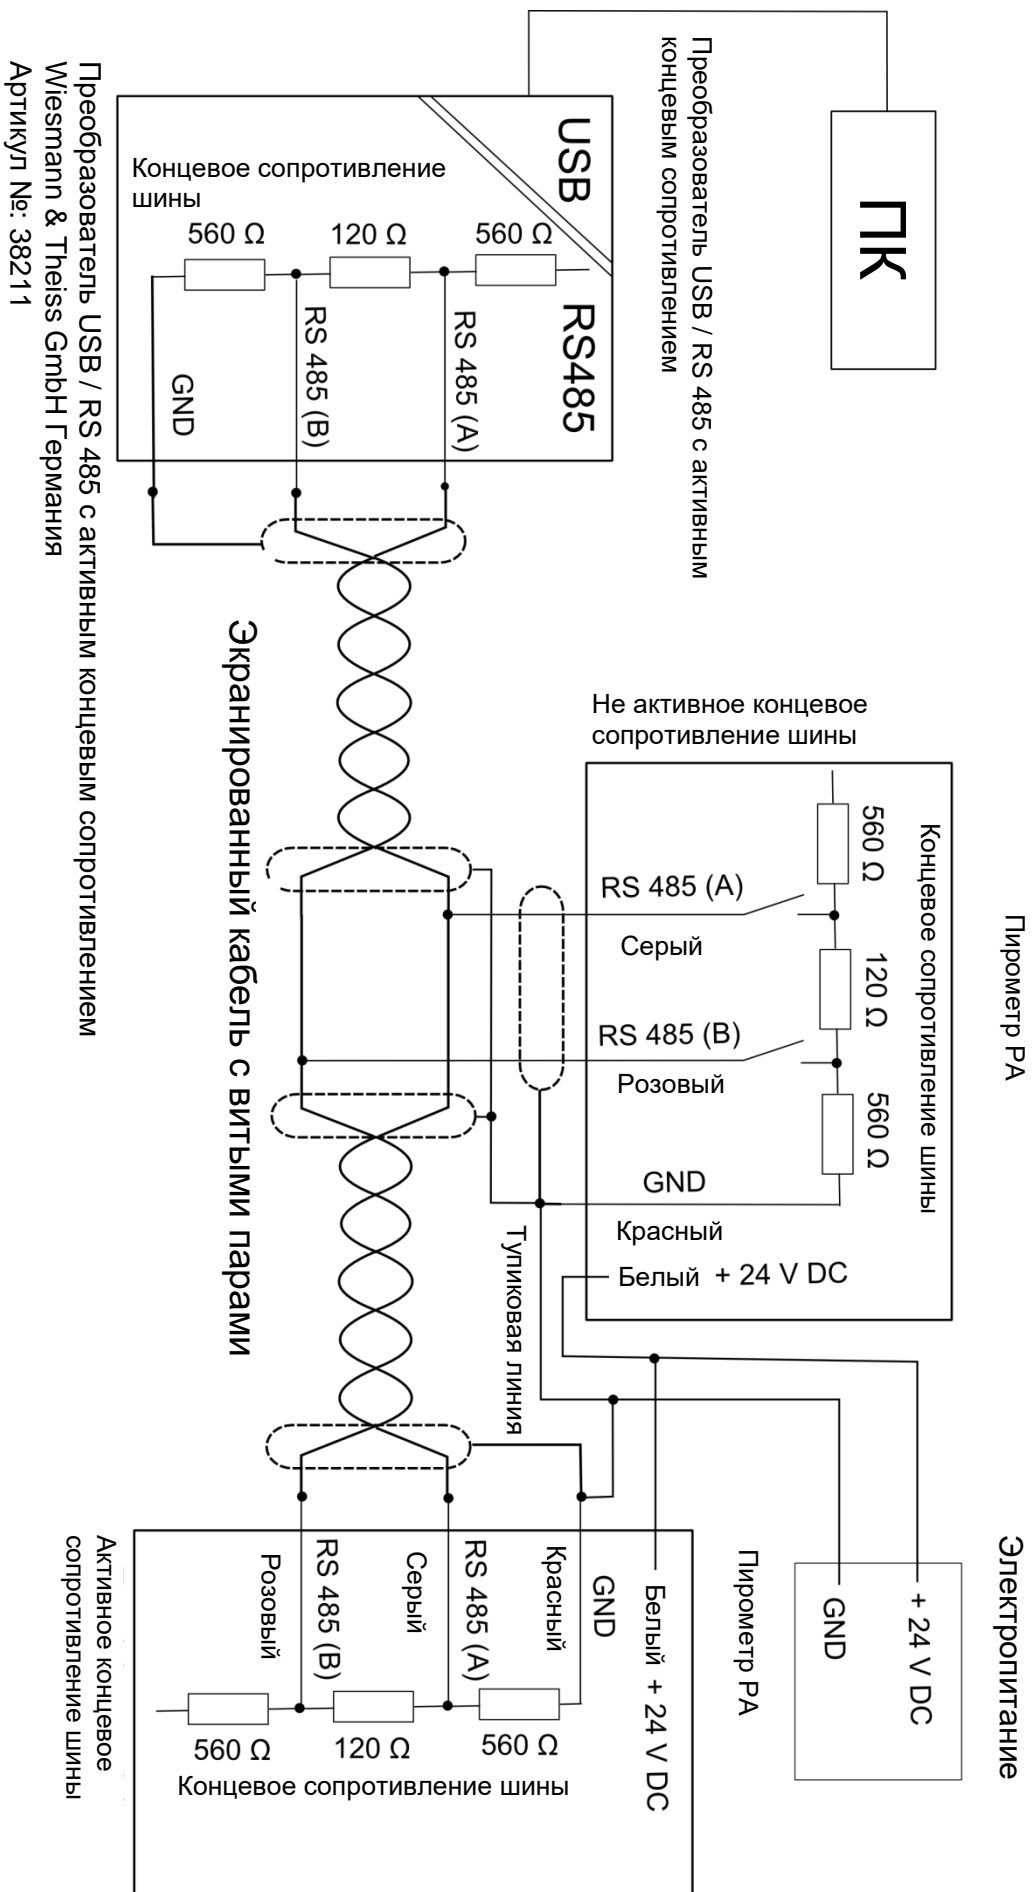 ПК
Преобразователь USB / RS 485 с активным
концевым сопротивлением
USB
RS485
Концевое сопротивление
шины
560 Ω
120 Ω
560 Ω
RS 485 (A)
RS 485 (B)
GND
Преобразователь USB / RS 485 с активным концевым сопротивлением
Wiesmann & Theiss GmbH Германия
Артикул №: 38211
Экранированный кабель с витыми парами
Не активное концевое
сопротивление шины
Пирометр PA
Концевое сопротивление шины
560 Ω
120 Ω
560 Ω
RS 485 (A)
Серый
RS 485 (B)
Розовый
GND
Красный
Белый + 24 V DC
Тупиковая линия
Электропитание
+ 24 V DC
GND
Пирометр PA
Белый + 24 V DC
GND
Красный
RS 485 (A)
Серый
RS 485 (B)
Розовый
560 Ω
120 Ω
560 Ω
Концевое сопротивление шины
Активное концевое
сопротивление шины